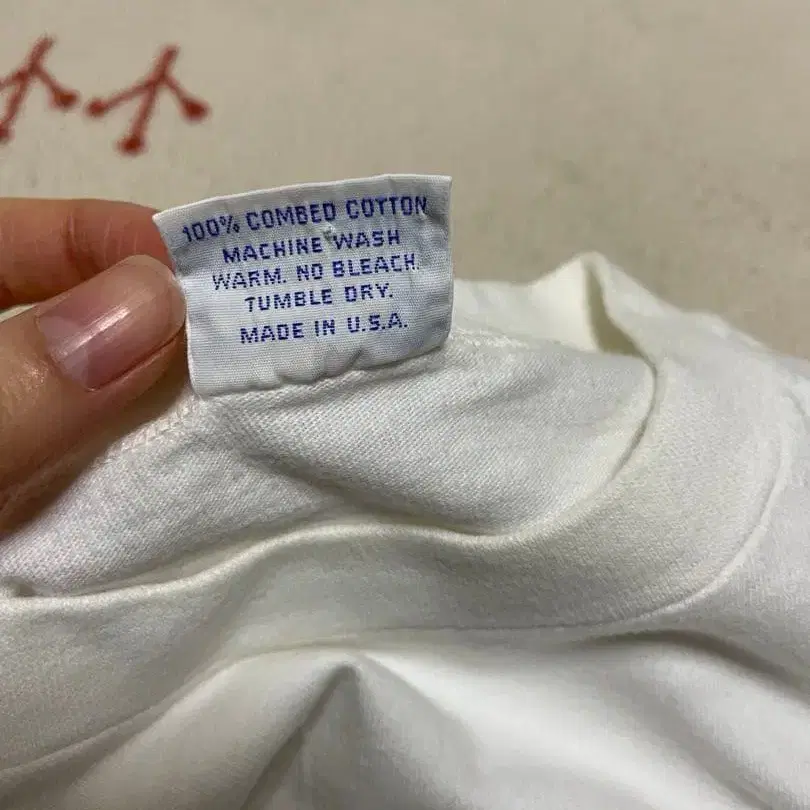 100% COMBED COTTON
MACHINE WASH
WARM. NO BLEACH.
TUMBLE DRY.
MADE IN U.S.A.